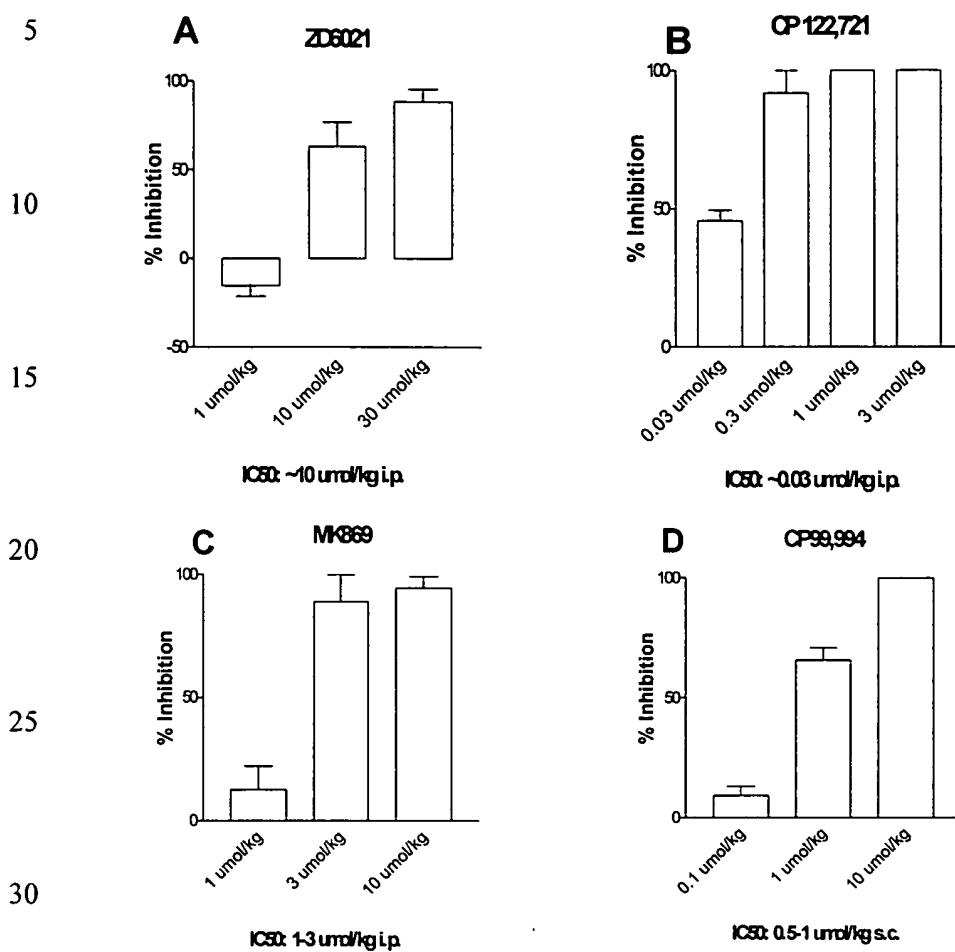 5
A
ZD6021
100
50
0
-50
% Inhibition
1 umol/kg
10 umol/kg
30 umol/kg
IC50: ~10 umol/kg i.p.
B
CP122,721
100
50
0
% Inhibition
0.03 umol/kg
0.3 umol/kg
1 umol/kg
3 umol/kg
IC50: ~0.03 umol/kg i.p.
10
15
20
C
MK869
100
50
0
% Inhibition
1 umol/kg
3 umol/kg
10 umol/kg
IC50: 1-3 umol/kg i.p.
D
CP99,994
100
50
0
% Inhibition
0.1 umol/kg
1 umol/kg
10 umol/kg
IC50: 0.5-1 umol/kg s.c.
25
30